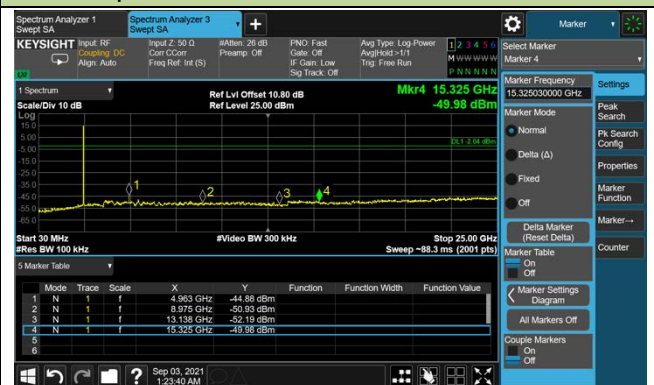 Spectrum Analyzer 1
Swept SA
Spectrum Analyzer 3
Swept SA
+
Marker
KEYSIGHT
Input: RF
Coupling: DC
Align: Auto
Input Z: 50 Ω
Corr CCorr
Freq Ref: Int (S)
#Atten: 26 dB
Preamp: Off
PNO: Fast
Gate: Off
IF Gain: Low
Sig Track: Off
Avg Type: Log-Power
Avg|Hold:>1/1
Trig: Free Run
1 2 3 4 5 6
M W W W W W
P N N N N N
Select Marker
Marker 4
1 Spectrum
Scale/Div 10 dB
Ref Lvl Offset 10.80 dB
Ref Level 25.00 dBm
Mkr4 15.325 GHz
-49.98 dBm
Log
15.0
5.00
-5.00
-15.0
-25.0
-35.0
-45.0
-55.0
-65.0
DL1 -2.04 dBm
1
2
3
4
Start 30 MHz
#Res BW 100 kHz
#Video BW 300 kHz
Stop 25.00 GHz
Sweep ~88.3 ms (2001 pts)
5 Marker Table
Mode Trace Scale X Y Function Function Width Function Value
1 N 1 f 4.963 GHz -44.88 dBm
2 N 1 f 8.975 GHz -50.93 dBm
3 N 1 f 13.138 GHz -52.19 dBm
4 N 1 f 15.325 GHz -49.98 dBm
5
6
Marker Frequency
15.325030000 GHz
Marker Mode
Normal
Delta (Δ)
Fixed
Off
Delta Marker
(Reset Delta)
Marker Table
On
Off
Marker Settings
Diagram
All Markers Off
Couple Markers
On
Off
Settings
Peak
Search
Pk Search
Config
Properties
Marker
Function
Marker→
Counter
?
Sep 03, 2021
1:23:40 AM